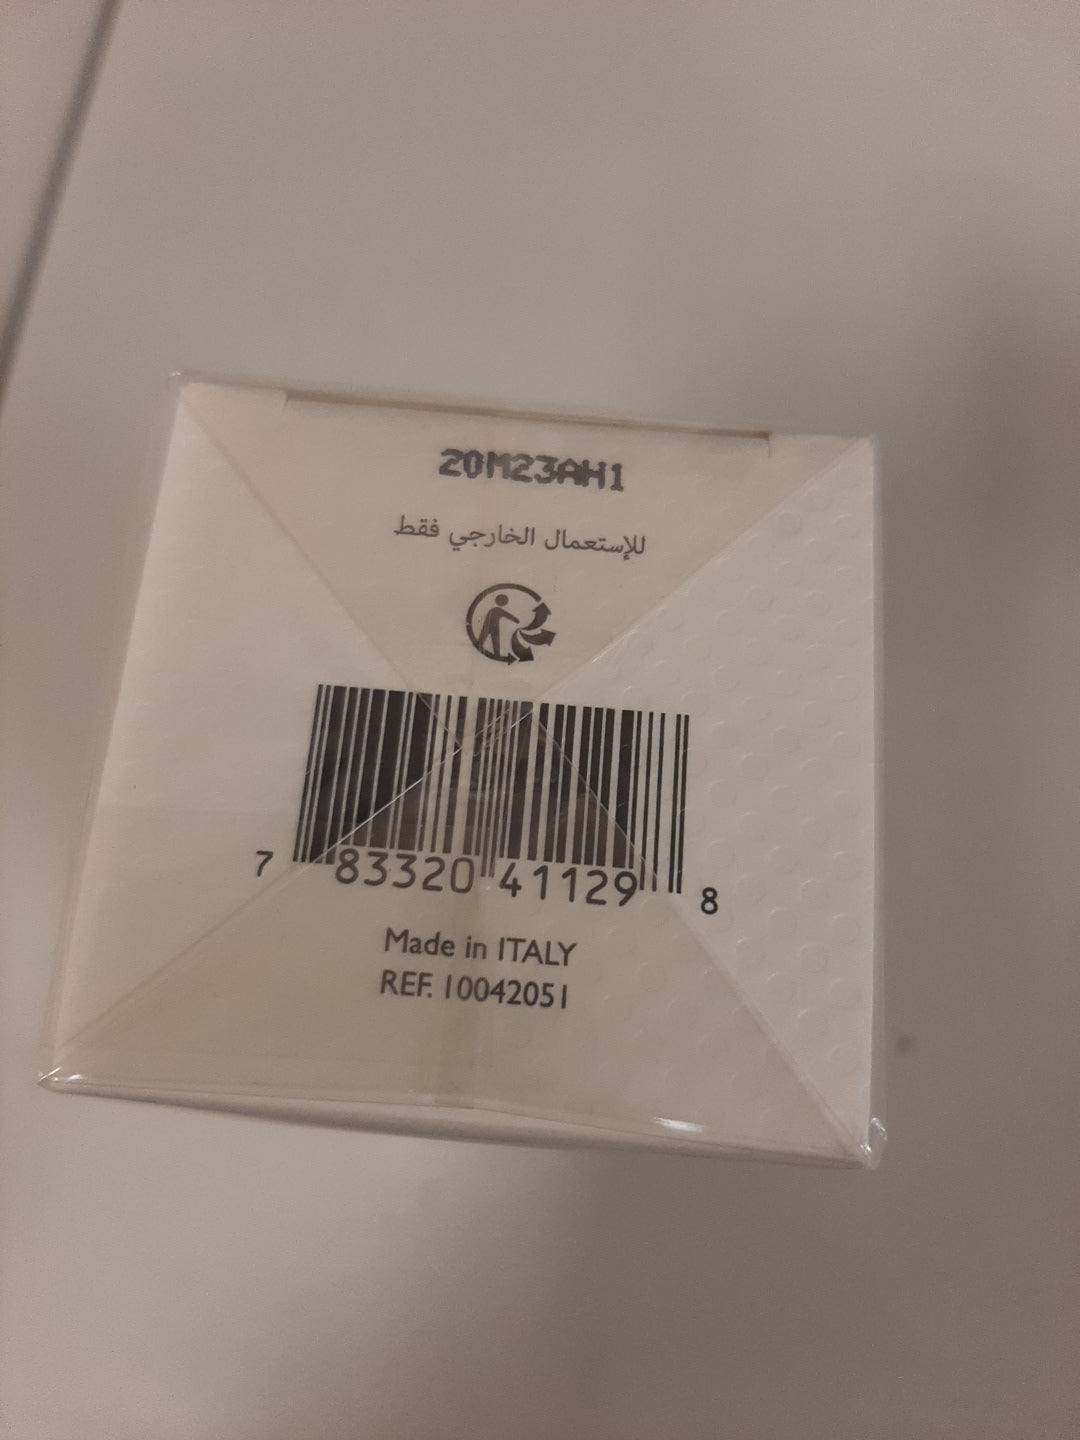 20M23AH1
للإستعمال الخارجي فقط
7 83320 41129 8
Made in ITALY
REF. 10042051